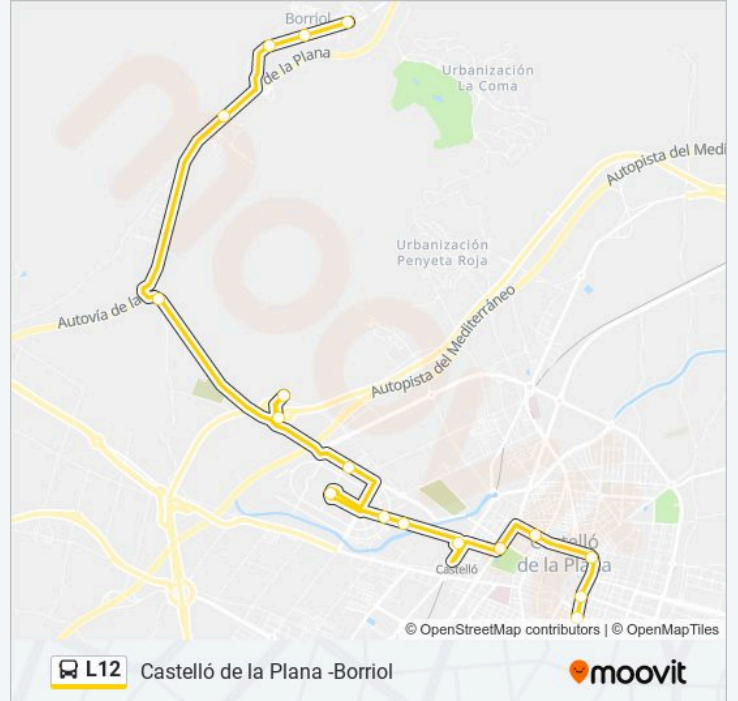 Borriol
de la Plana
Urbanización
La Coma
Autopista del Medi
Urbanización
Penyeta Roja
Autovía de la
Autopista del Mediterráneo
moovit
Castelló
de la Plana
Castelló
© OpenStreetMap contributors | © OpenMapTiles
L12 Castelló de la Plana -Borriol
moovit